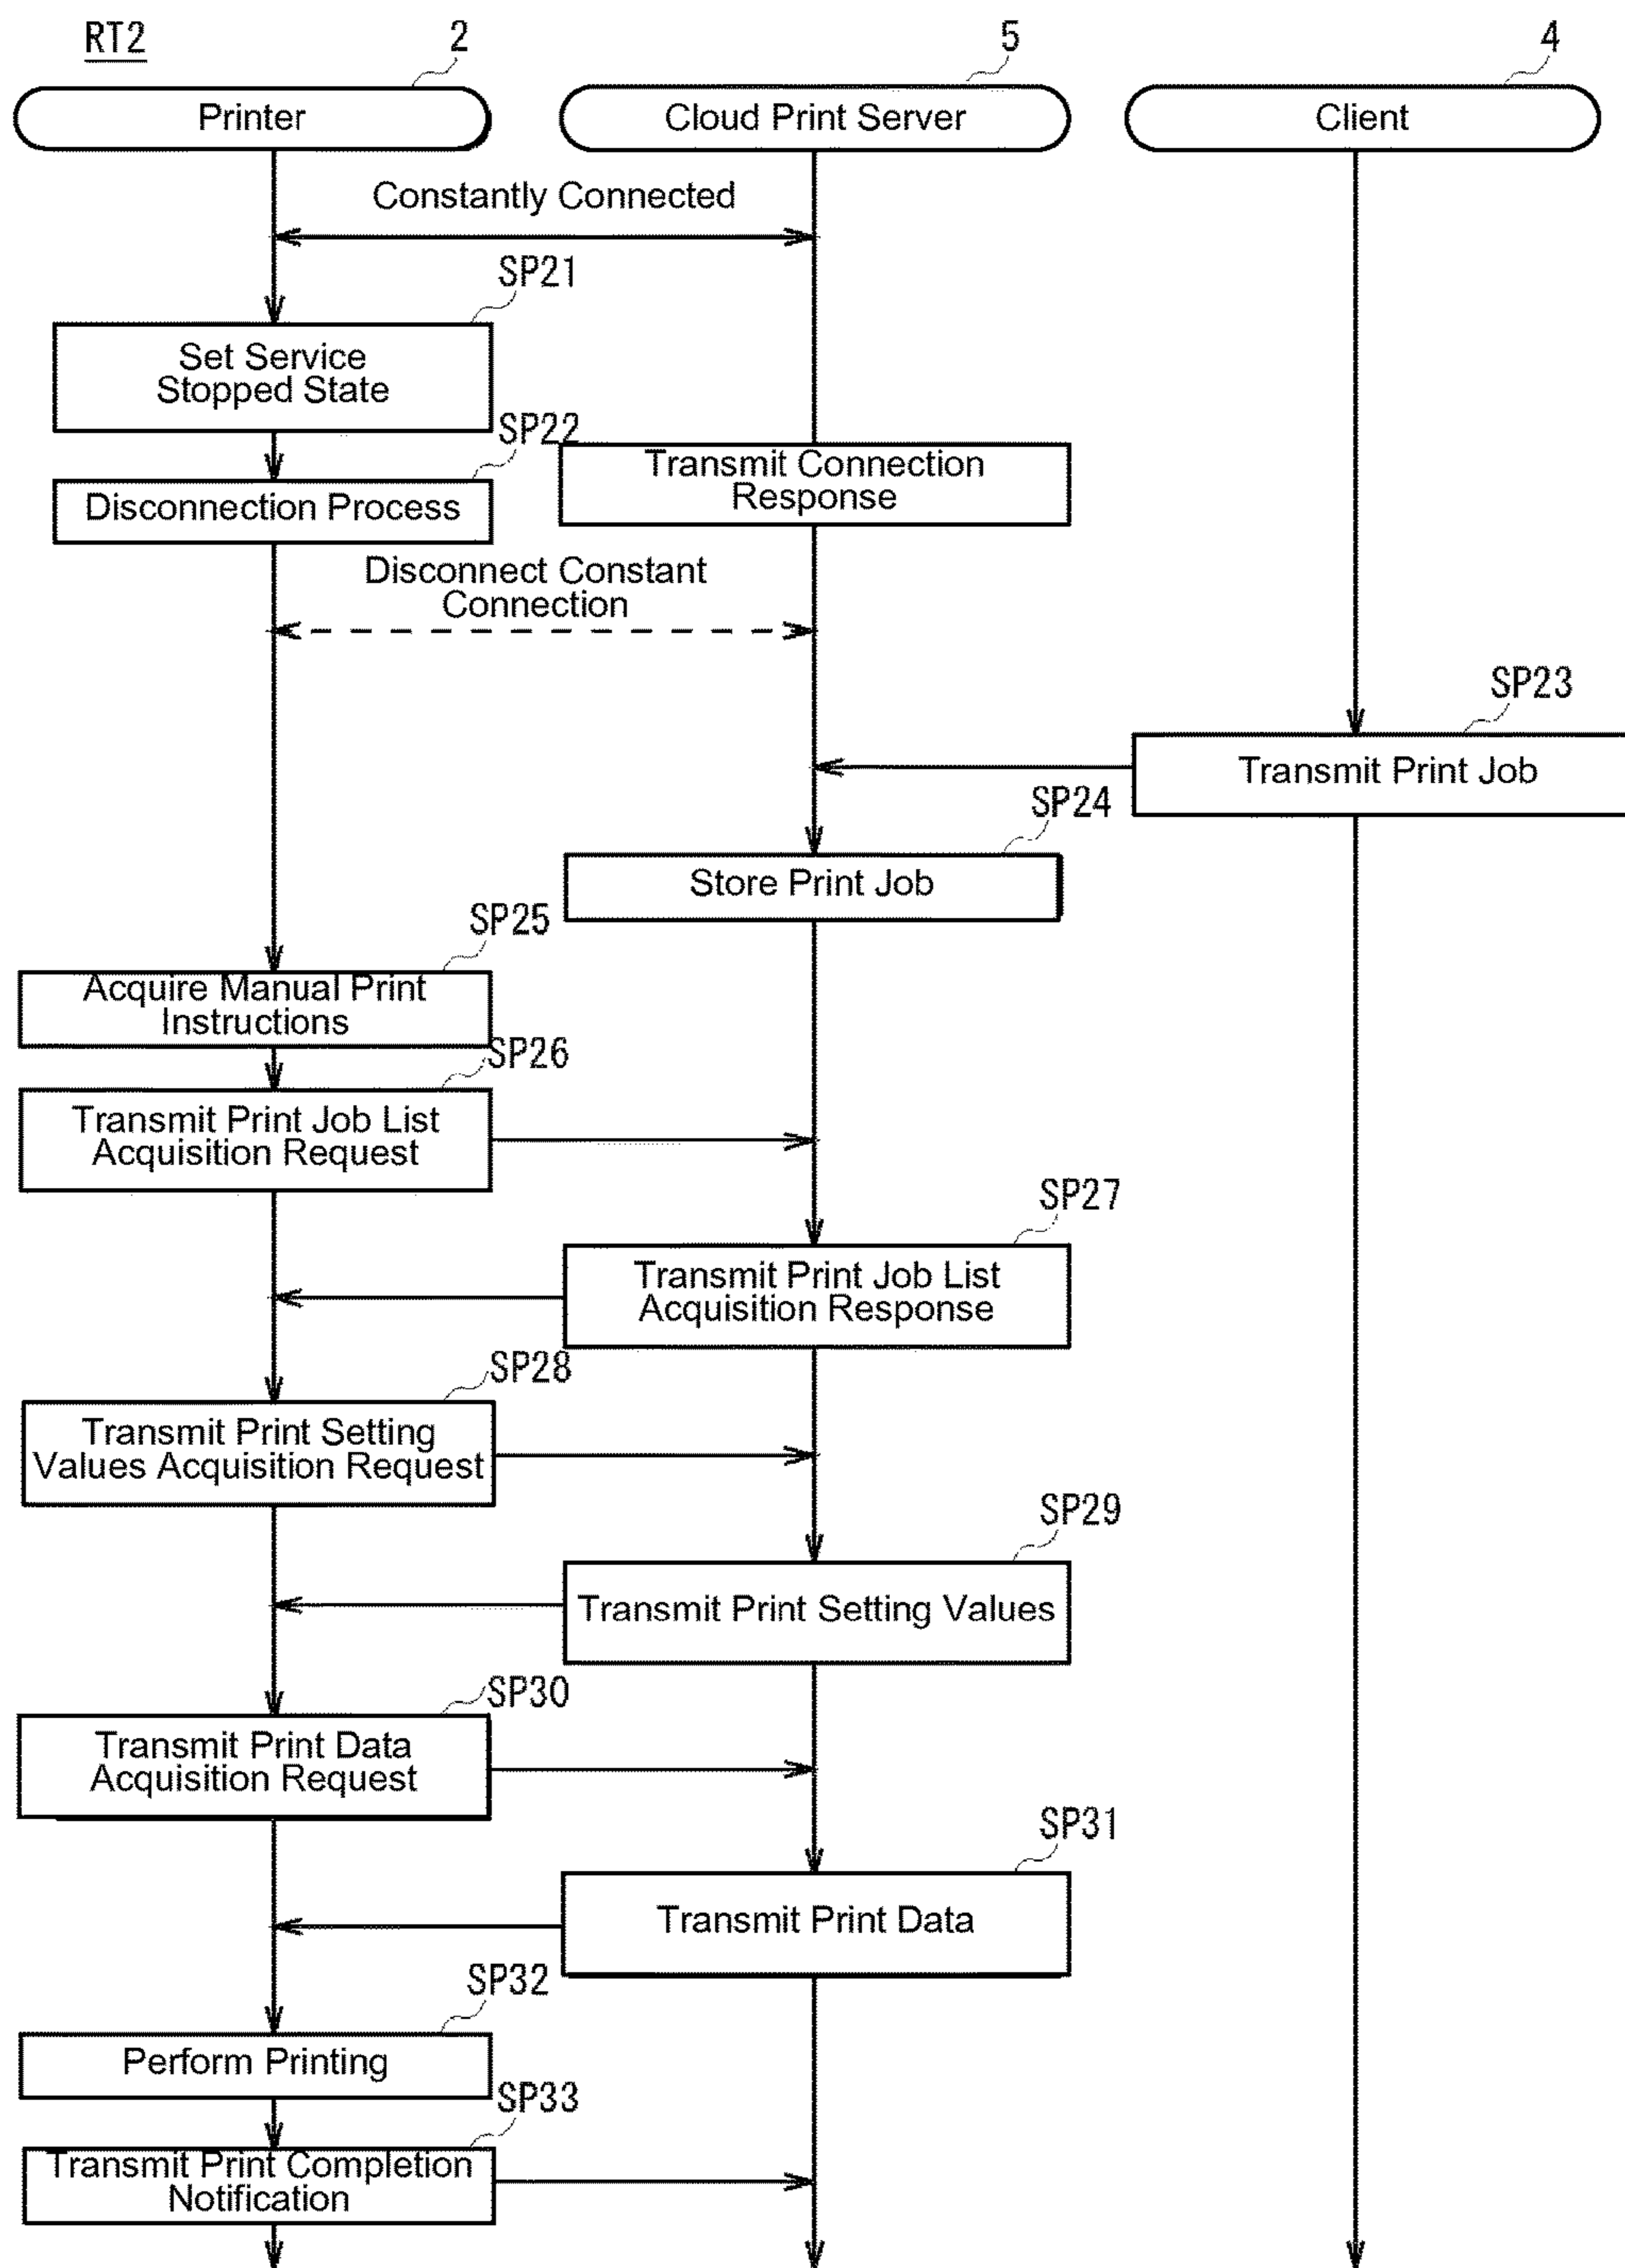 RT2
2
5
4
Printer
Cloud Print Server
Client
Constantly Connected
SP21
Set Service
Stopped State
SP22
Transmit Connection
Response
Disconnection Process
Disconnect Constant
Connection
SP23
Transmit Print Job
SP24
Store Print Job
SP25
Acquire Manual Print
Instructions
SP26
Transmit Print Job List
Acquisition Request
SP27
Transmit Print Job List
Acquisition Response
SP28
Transmit Print Setting
Values Acquisition Request
SP29
Transmit Print Setting Values
SP30
Transmit Print Data
Acquisition Request
SP31
Transmit Print Data
SP32
Perform Printing
SP33
Transmit Print Completion
Notification